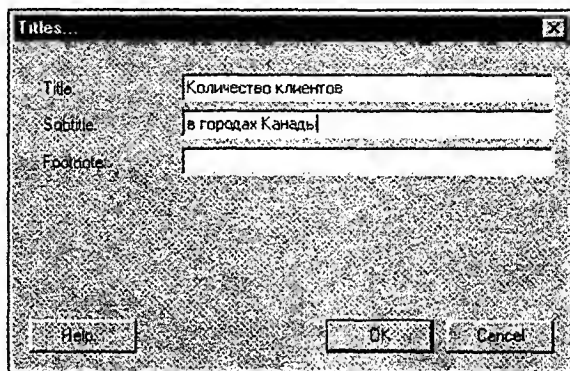 Titles...
Title: Количество клиентов
Subtitle: в городах Канады
Footnote:
Help... OK Cancel